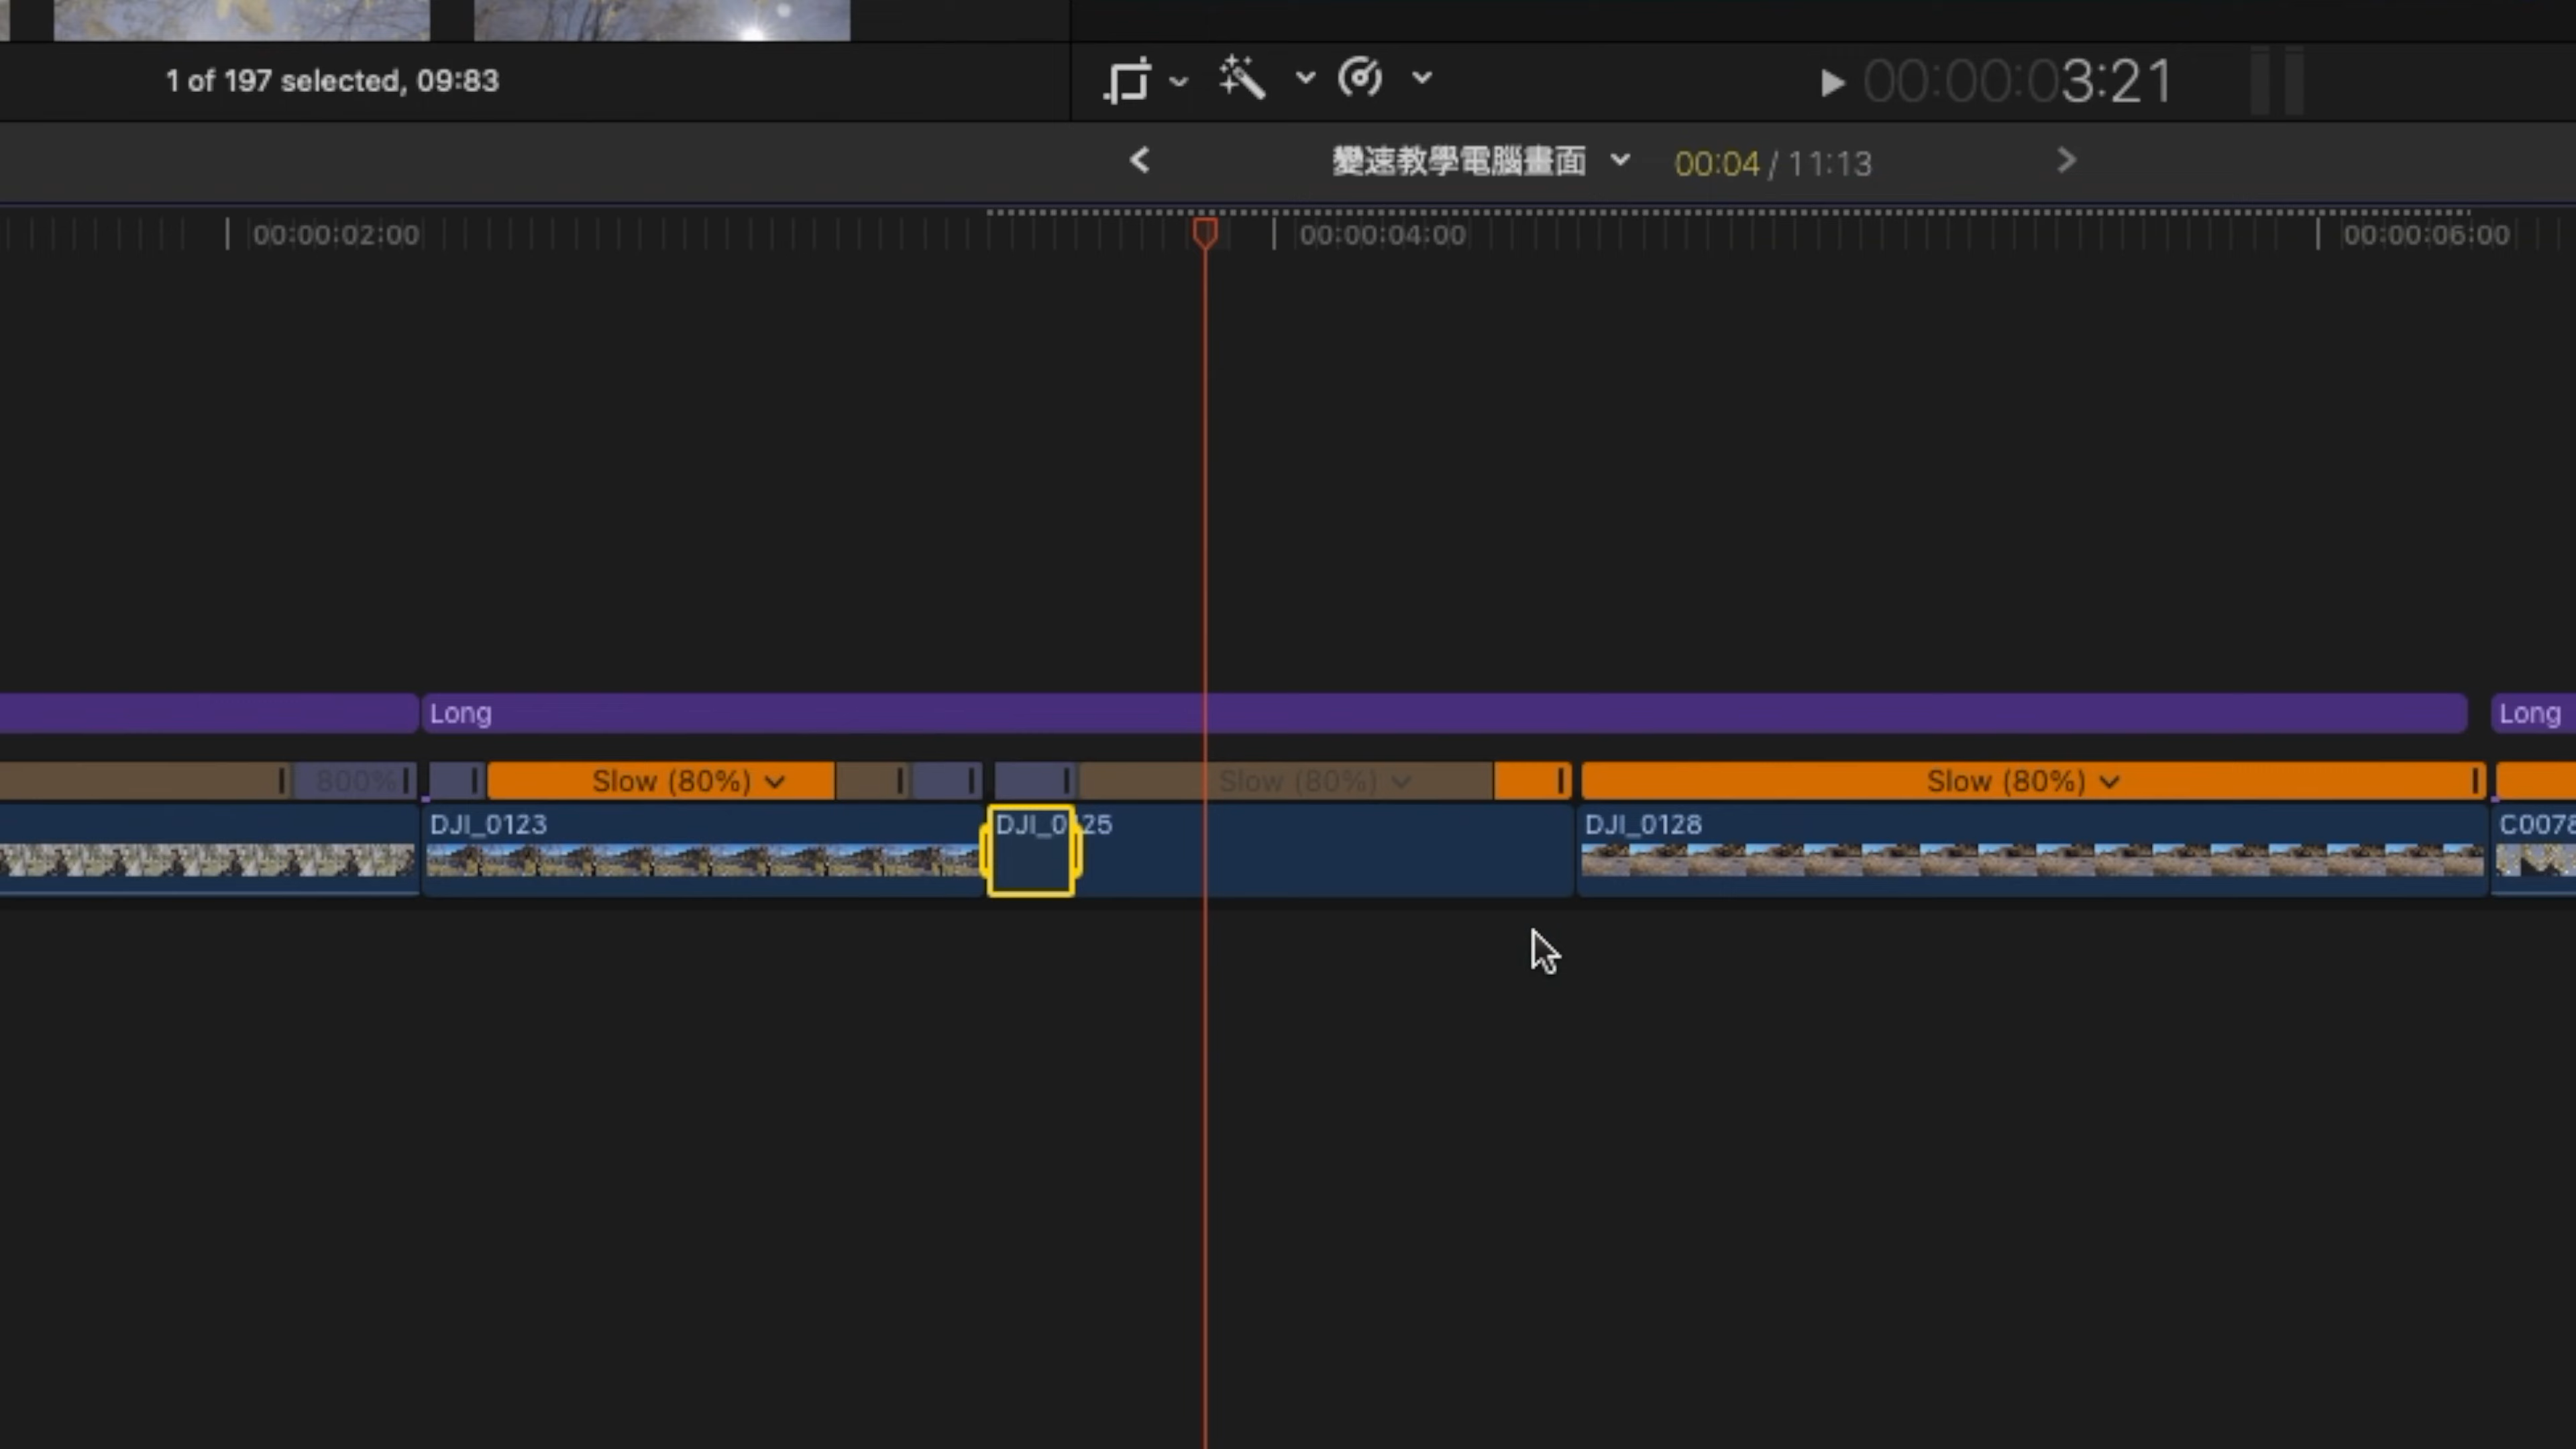 1 of 197 selected, 09:83
00:00:03:21
變速教學電腦畫面
00:04 / 11:13
00:00:02:00
00:00:04:00
00:00:06:00
Long
Long
800%
Slow (80%)
Slow (80%)
Slow (80%)
DJI_0123
DJI_0125
DJI_0128
C0078